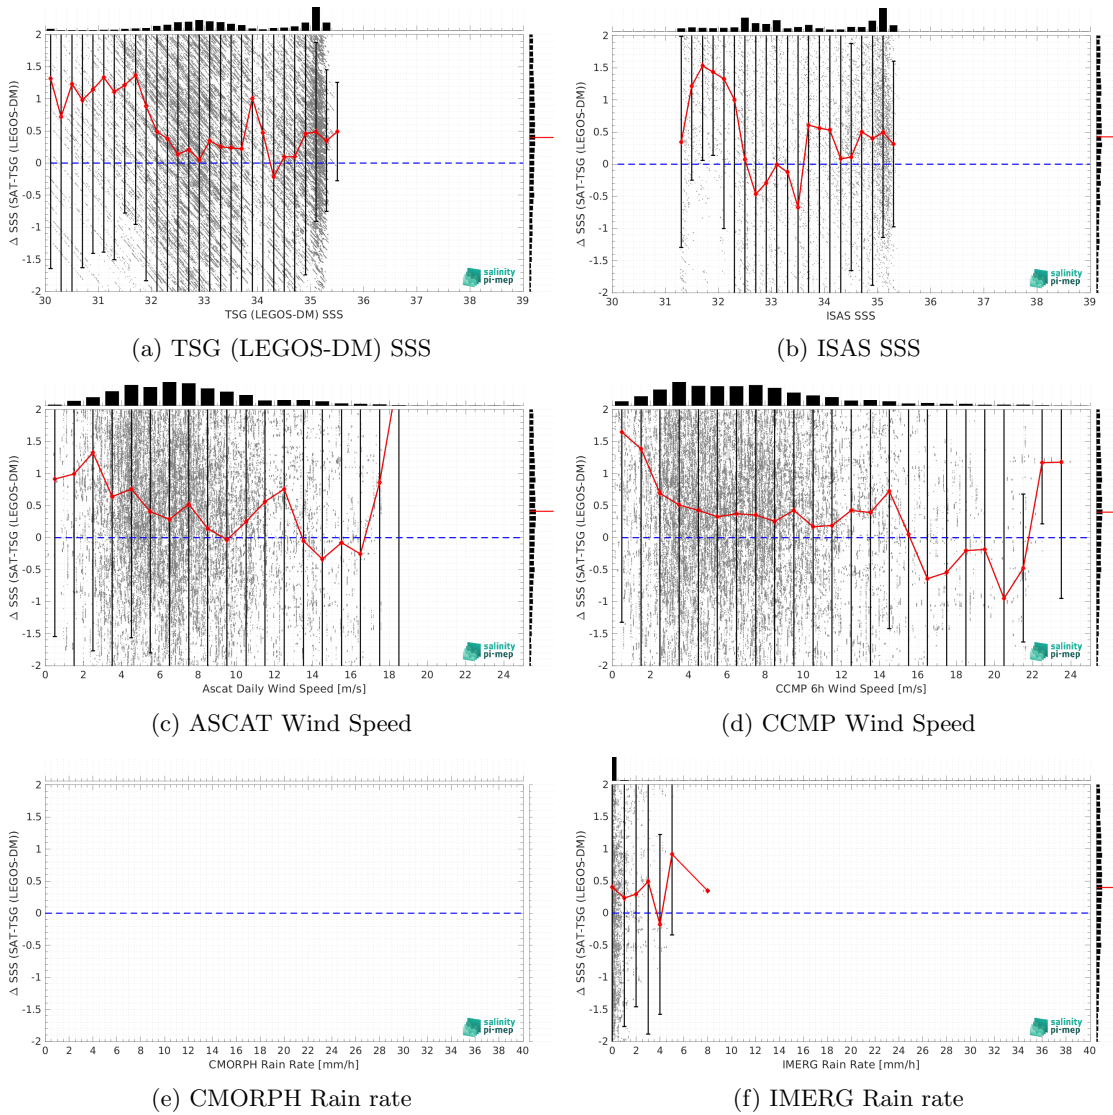 2
1.5
1
0.5
0
-0.5
-1
-1.5
-2
Δ SSS (SAT-TSG (LEGOS-DM))
salinity
pi-mep
30 31 32 33 34 35 36 37 38 39
TSG (LEGOS-DM) SSS
(a) TSG (LEGOS-DM) SSS
2
1.5
1
0.5
0
-0.5
-1
-1.5
-2
Δ SSS (SAT-TSG (LEGOS-DM))
salinity
pi-mep
30 31 32 33 34 35 36 37 38 39
ISAS SSS
(b) ISAS SSS
2
1.5
1
0.5
0
-0.5
-1
-1.5
-2
Δ SSS (SAT-TSG (LEGOS-DM))
salinity
pi-mep
0 2 4 6 8 10 12 14 16 18 20 22 24
Ascat Daily Wind Speed [m/s]
(c) ASCAT Wind Speed
2
1.5
1
0.5
0
-0.5
-1
-1.5
-2
Δ SSS (SAT-TSG (LEGOS-DM))
salinity
pi-mep
0 2 4 6 8 10 12 14 16 18 20 22 24
CCMP 6h Wind Speed [m/s]
(d) CCMP Wind Speed
2
1.5
1
0.5
0
-0.5
-1
-1.5
-2
Δ SSS (SAT-TSG (LEGOS-DM))
salinity
pi-mep
0 2 4 6 8 10 12 14 16 18 20 22 24 26 28 30 32 34 36 38 40
CMORPH Rain Rate [mm/h]
(e) CMORPH Rain rate
2
1.5
1
0.5
0
-0.5
-1
-1.5
-2
Δ SSS (SAT-TSG (LEGOS-DM))
salinity
pi-mep
0 2 4 6 8 10 12 14 16 18 20 22 24 26 28 30 32 34 36 38 40
IMERG Rain Rate [mm/h]
(f) IMERG Rain rate